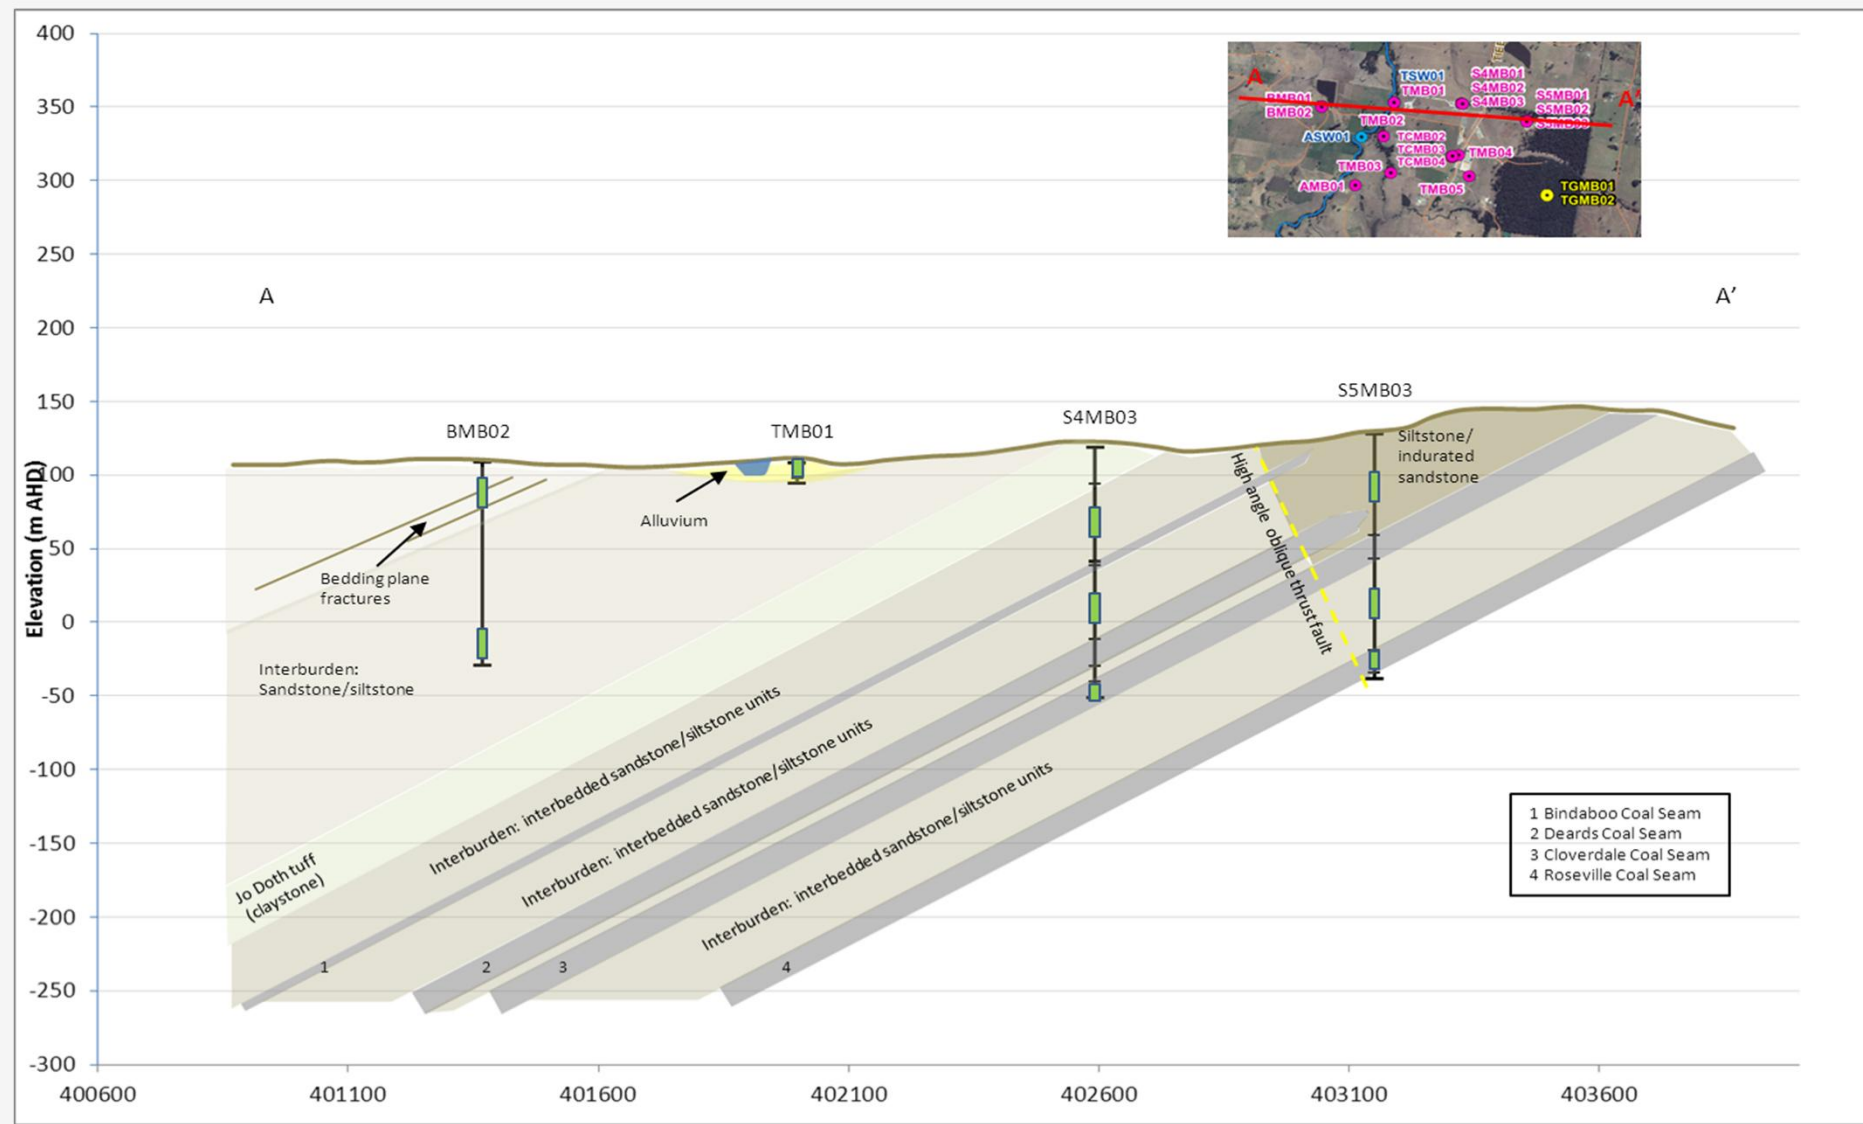 400
350
300
250
200
150
100
50
0
-50
-100
-150
-200
-250
-300
Elevation (m AHD)
400600
401100
401600
402100
402600
403100
403600
A
A'
A
A'
BMB01
BMB02
TSW01
TMB01
S4MB01
S4MB02
S4MB03
S5MB01
S5MB02
S5MB03
TMB02
ASW01
TCMB02
TCMB03
TCMB04
TMB04
TMB03
AMB01
TMB05
TGMB01
TGMB02
BMB02
TMB01
S4MB03
S5MB03
Alluvium
Bedding plane
fractures
Interburden:
Sandstone/siltstone
Siltstone/
indurated
sandstone
High angle oblique thrust fault
Jo Doth tuff
(claystone)
Interburden: interbedded sandstone/siltstone units
Interburden: interbedded sandstone/siltstone units
Interburden: interbedded sandstone/siltstone units
1
2
3
4
1 Bindaboo Coal Seam
2 Deards Coal Seam
3 Cloverdale Coal Seam
4 Roseville Coal Seam